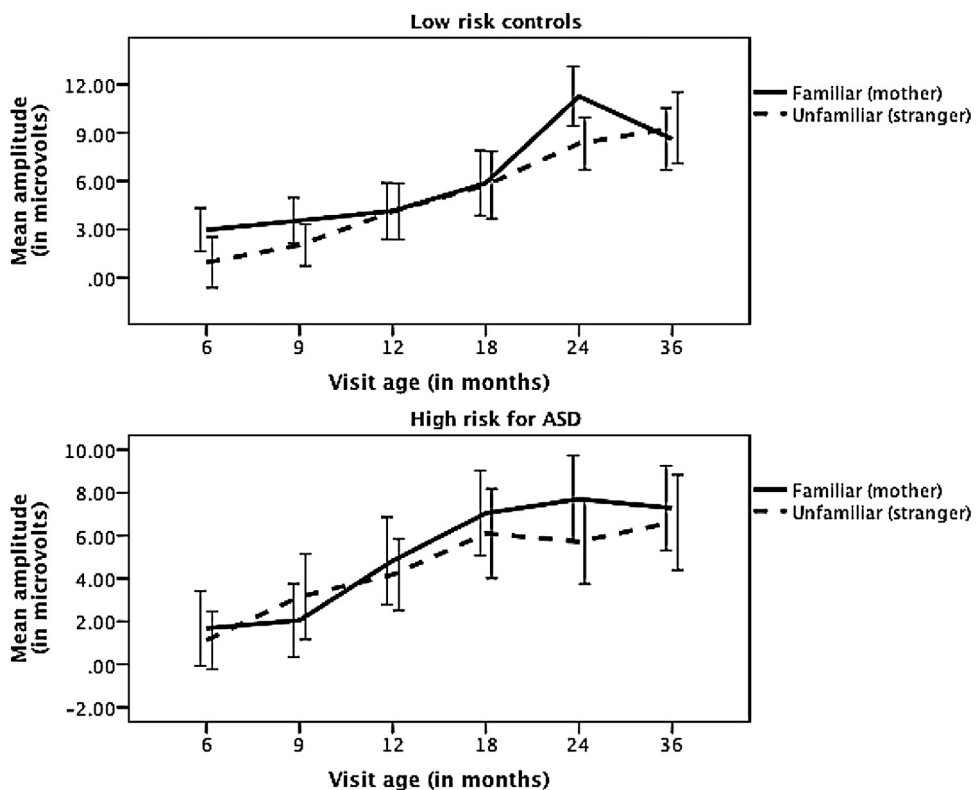 Low risk controls
Mean amplitude
(in microvolts)
12.00
9.00
6.00
3.00
.00
6 9 12 18 24 36
Visit age (in months)
Familiar (mother)
Unfamiliar (stranger)
High risk for ASD
Mean amplitude
(in microvolts)
10.00
8.00
6.00
4.00
2.00
.00
-2.00
6 9 12 18 24 36
Visit age (in months)
Familiar (mother)
Unfamiliar (stranger)